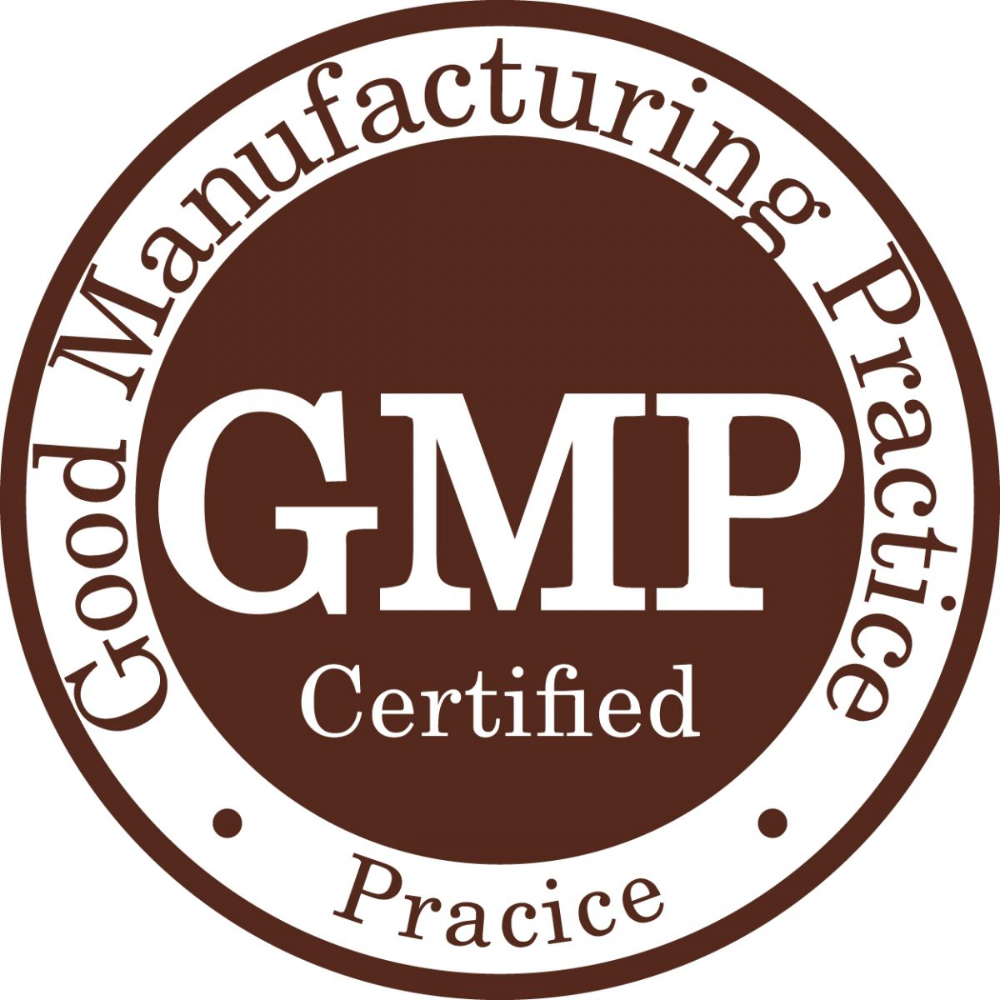 Good Manufacturing Practice
GMP
Certified
Pracice